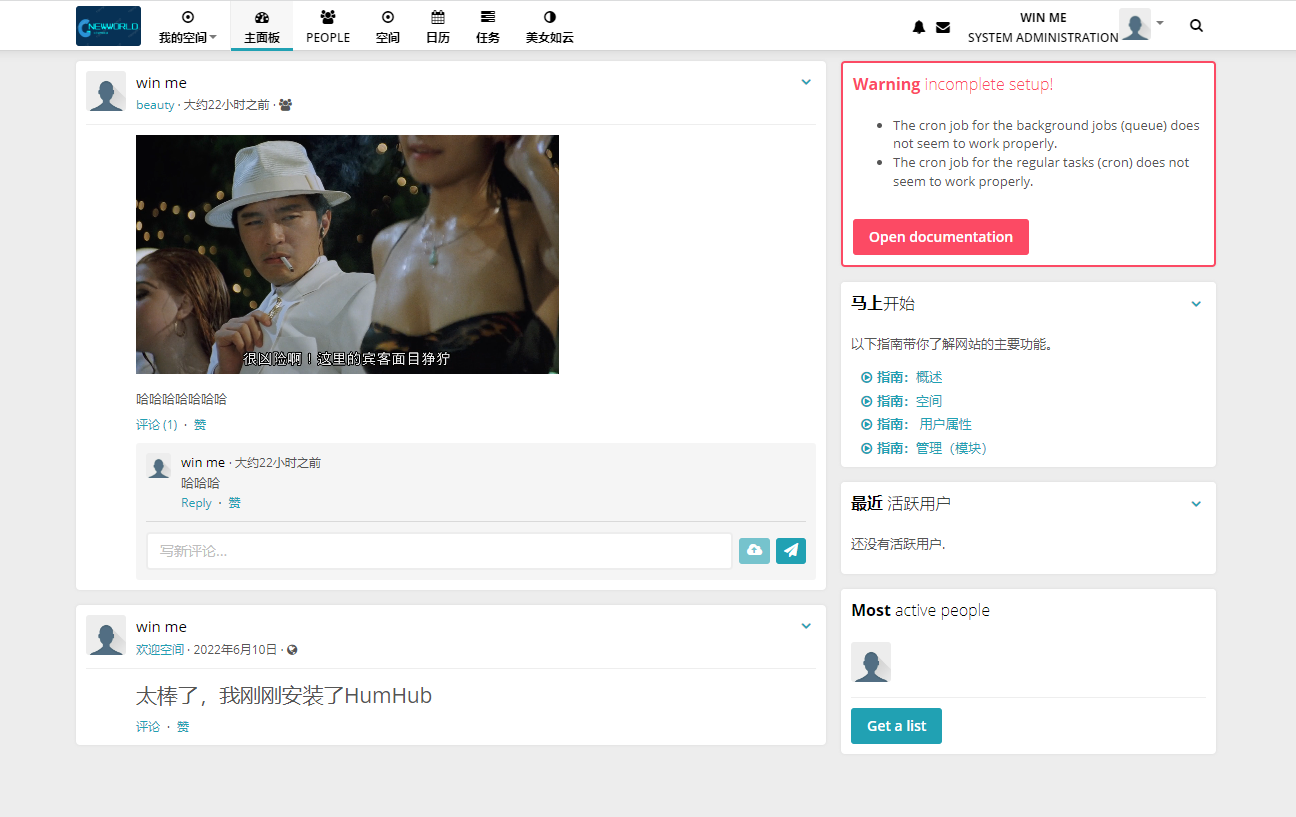 NEWWORLD
我的空间
主面板
PEOPLE
空间
日历
任务
美女如云
WIN ME
SYSTEM ADMINISTRATION
win me
beauty · 大约22小时之前 ·
很凶险啊！这里的宾客面目狰狞
哈哈哈哈哈哈哈
评论 (1) · 赞
win me · 大约22小时之前
哈哈哈
Reply · 赞
写新评论...
win me
欢迎空间 · 2022年6月10日 ·
太棒了，我刚刚安装了HumHub
评论 · 赞
Warning incomplete setup!
The cron job for the background jobs (queue) does
not seem to work properly.
The cron job for the regular tasks (cron) does not
seem to work properly.
Open documentation
马上开始
以下指南带你了解网站的主要功能。
指南：概述
指南：空间
指南： 用户属性
指南：管理（模块）
最近 活跃用户
还没有活跃用户.
Most active people
Get a list